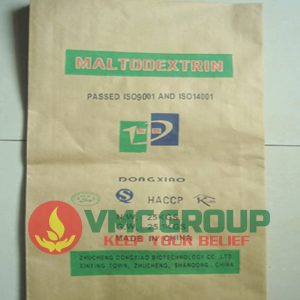 MALTODEXTRIN
PASSED ISO9001 AND ISO14001
DONGXIAO
HACCP
VMCGROUP
KEEP YOUR BELIEF
MADE IN CHINA
ZHUCHENG DONGXIAO BIOTECHNOLOGY CO., LTD.
XINXING TOWN, ZHUCHENG, SHANDONG, CHINA